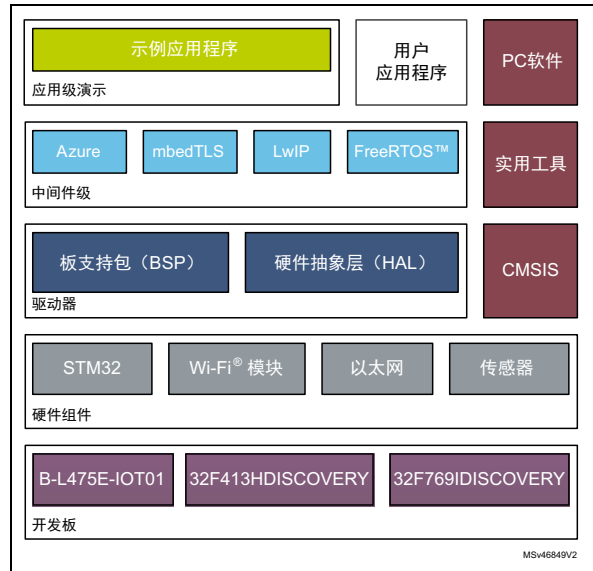 示例应用程序
应用级演示
用户
应用程序
PC软件
Azure
mbedTLS
LwIP
FreeRTOS™
中间件级
实用工具
板支持包（BSP）
硬件抽象层（HAL）
驱动器
CMSIS
STM32
Wi-Fi® 模块
以太网
传感器
硬件组件
B-L475E-IOT01
32F413HDISCOVERY
32F769IDISCOVERY
开发板
MSv46849V2